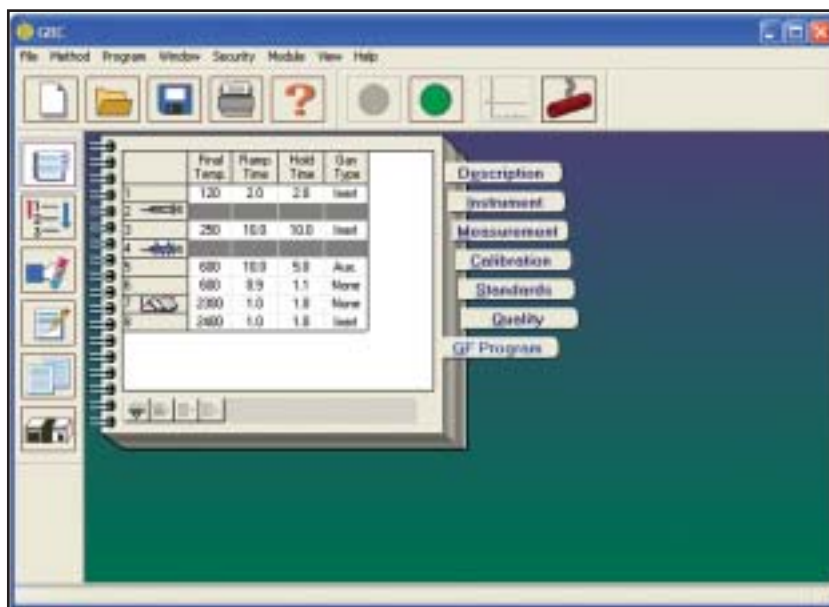 GBC
File Method Program Window Security Module View Help
Final Temp. Ramp Time Hold Time Gas Type
1 120 2.0 2.0 Inert
2
3 250 10.0 10.0 Inert
4
5 600 10.0 5.0 Aux.
6 600 0.9 1.1 None
7 2300 1.0 1.0 None
8 2400 1.0 1.0 Inert
Description
Instrument
Measurement
Calibration
Standards
Quality
GF Program